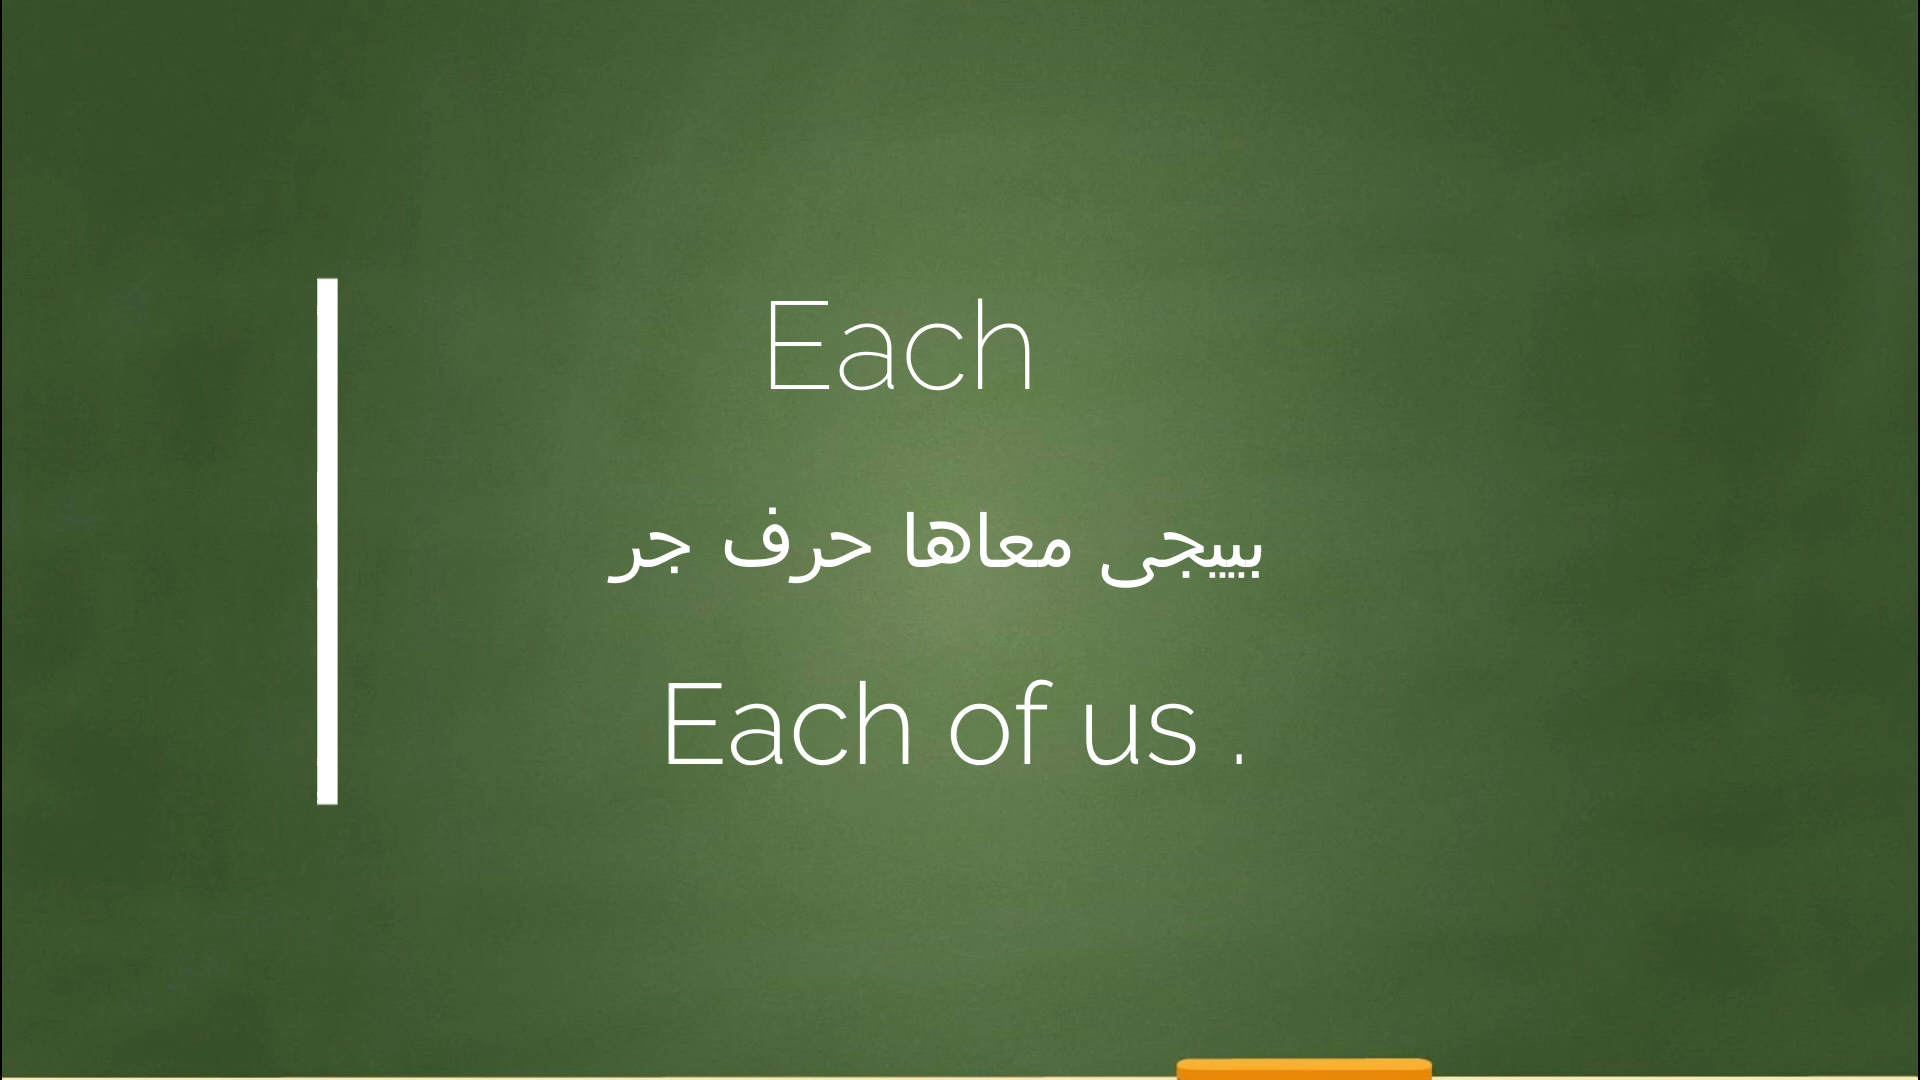 Each
بييجى معاها حرف جر
Each of us .